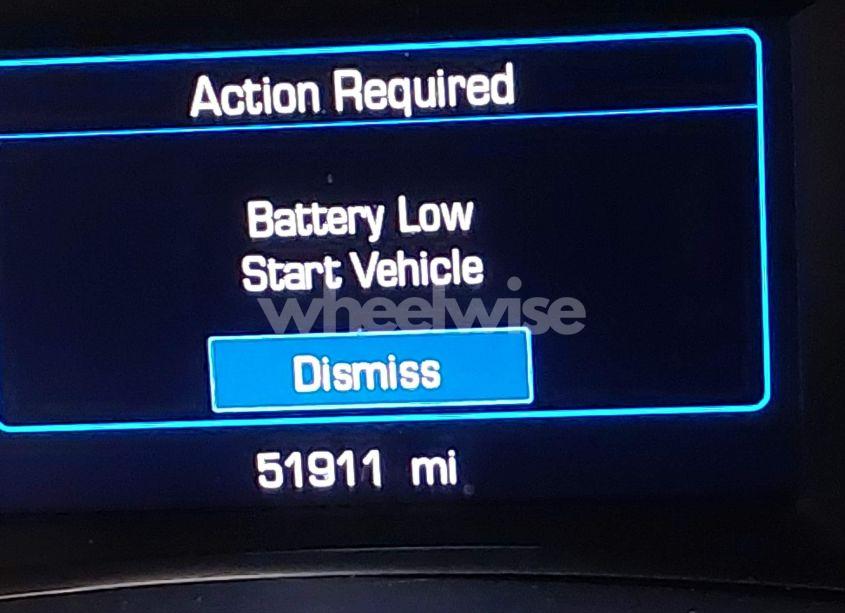 Action Required
Battery Low
Start Vehicle
wheelwise
Dismiss
51911 mi